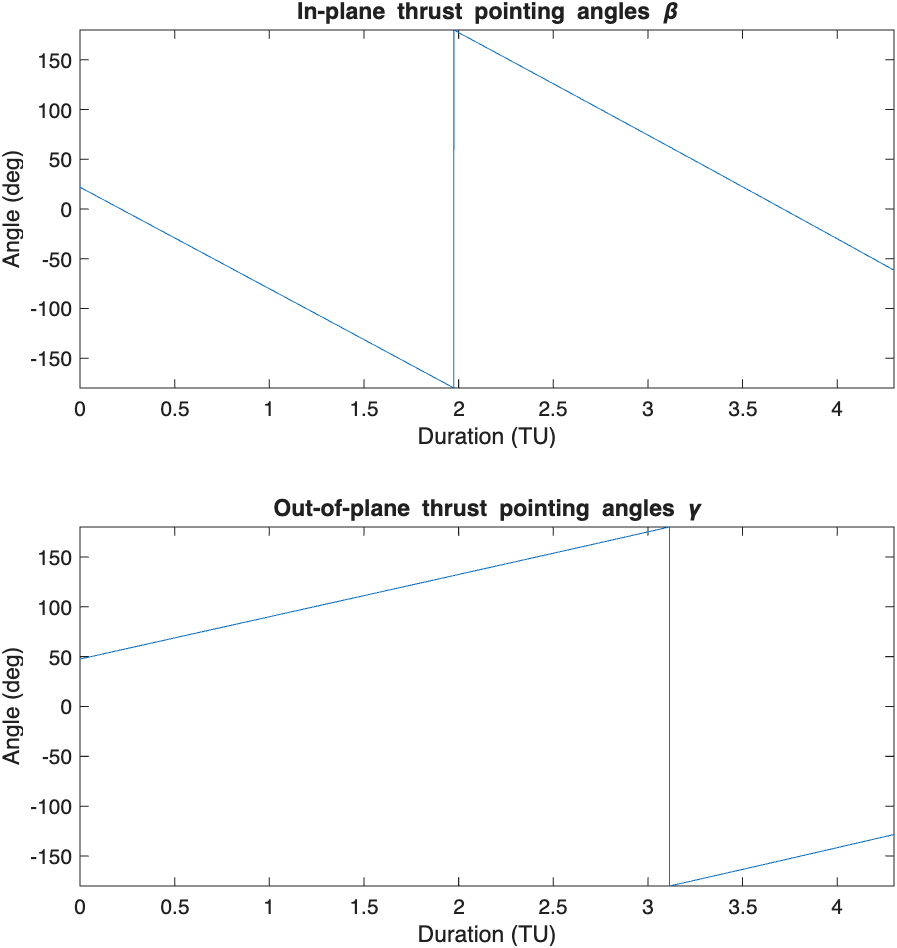 In-plane thrust pointing angles β
150
100
50
0
-50
-100
-150
Angle (deg)
0 0.5 1 1.5 2 2.5 3 3.5 4
Duration (TU)
Out-of-plane thrust pointing angles γ
150
100
50
0
-50
-100
-150
Angle (deg)
0 0.5 1 1.5 2 2.5 3 3.5 4
Duration (TU)